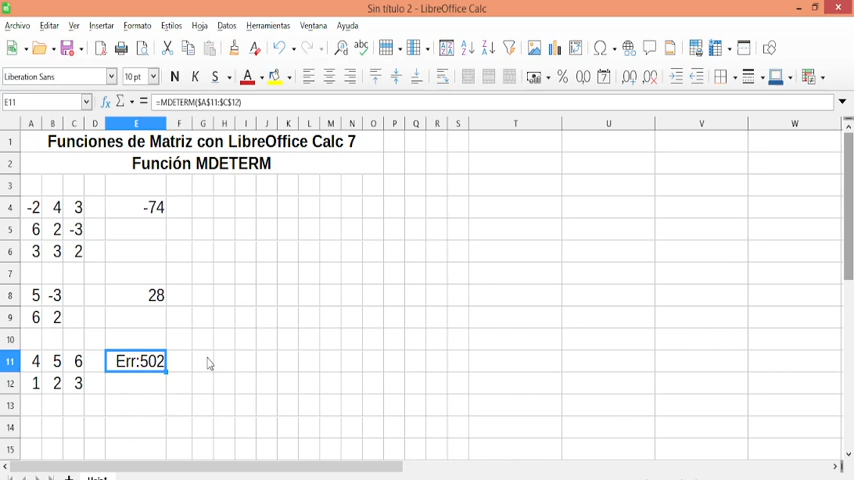 Sin título 2 - LibreOffice Calc
Archivo Editar Ver Insertar Formato Estilos Hoja Datos Herramientas Ventana Ayuda
Liberation Sans 10 pt N K S A
E11 fx Σ = =MDETERM($A$11:$C$12)
A B C D E F G H I J K L M N O P Q R S T U V W
1 Funciones de Matriz con LibreOffice Calc 7
2 Función MDETERM
3
4 -2 4 3 -74
5 6 2 -3
6 3 3 2
7
8 5 -3 28
9 6 2
10
11 4 5 6 Err:502
12 1 2 3
13
14
15